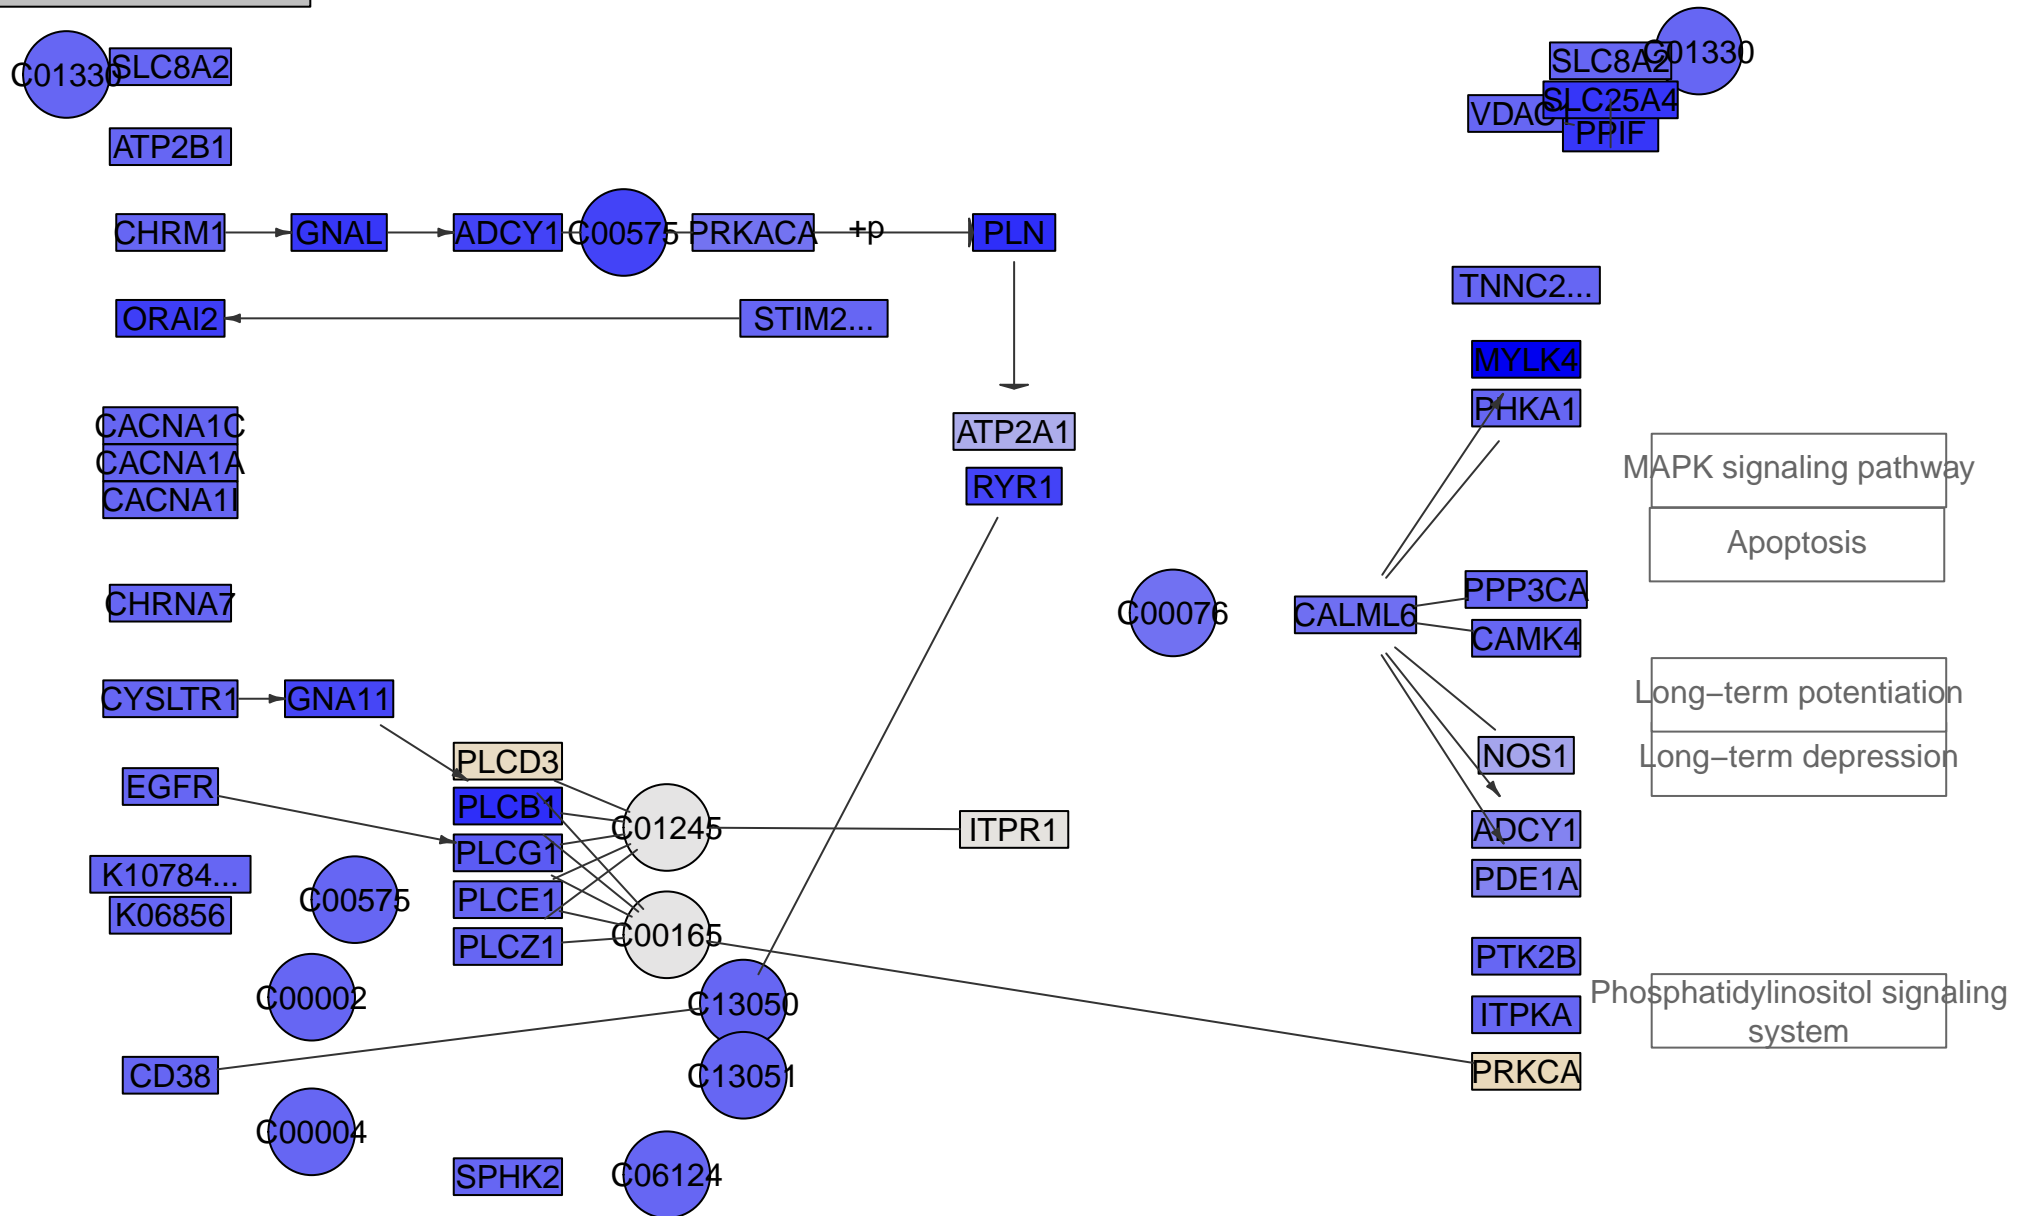 C01330
SLC8A2
SLC8A2
C01330
VDAC1
SLC25A4
PPIF
ATP2B1
CHRM1
GNAL
ADCY1
C00575
PRKACA
+p
PLN
TNNC2...
ORAI2
STIM2...
MYLK4
PHKA1
CACNA1C
CACNA1A
CACNA1I
ATP2A1
RYR1
MAPK signaling pathway
Apoptosis
CHRNA7
C00076
CALML6
PPP3CA
CAMK4
CYSLTR1
GNA11
Long−term potentiation
Long−term depression
NOS1
PLCD3
EGFR
PLCB1
C01245
ITPR1
ADCY1
PLCG1
K10784...
PDE1A
C00575
PLCE1
K06856
C00165
PLCZ1
PTK2B
C00002
C13050
ITPKA
Phosphatidylinositol signaling
system
CD38
C13051
PRKCA
C00004
SPHK2
C06124